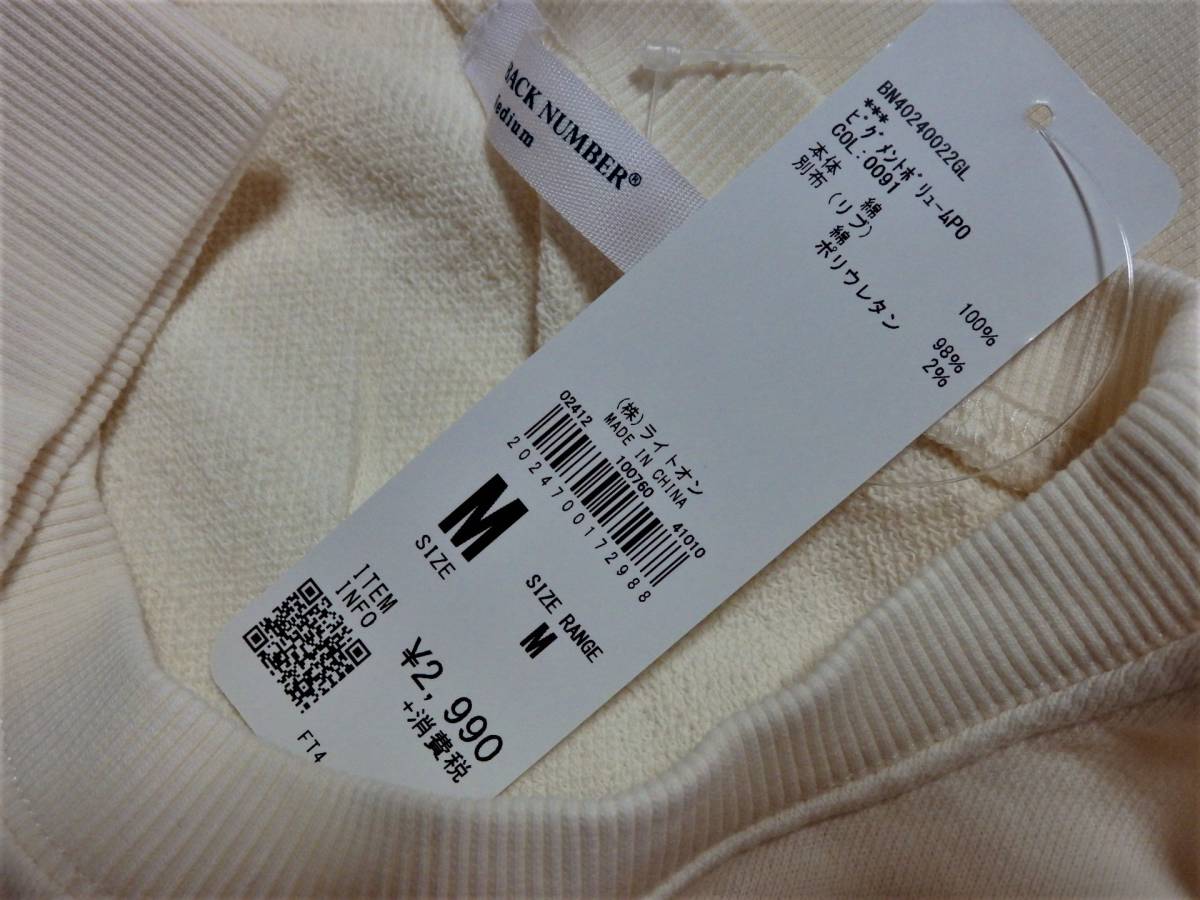 BACK NUMBER®
edium
BN40240022GL
***
ピグメントボリュームPO
COL:0091
本体 綿 100%
別布(リブ)
綿 98%
ポリウレタン 2%
(株)ライトオン
MADE IN CHINA
02412 100760 41010
2024700172988
M
SIZE
SIZE RANGE
M
ITEM
INFO
¥2,990
+消費税
FT4